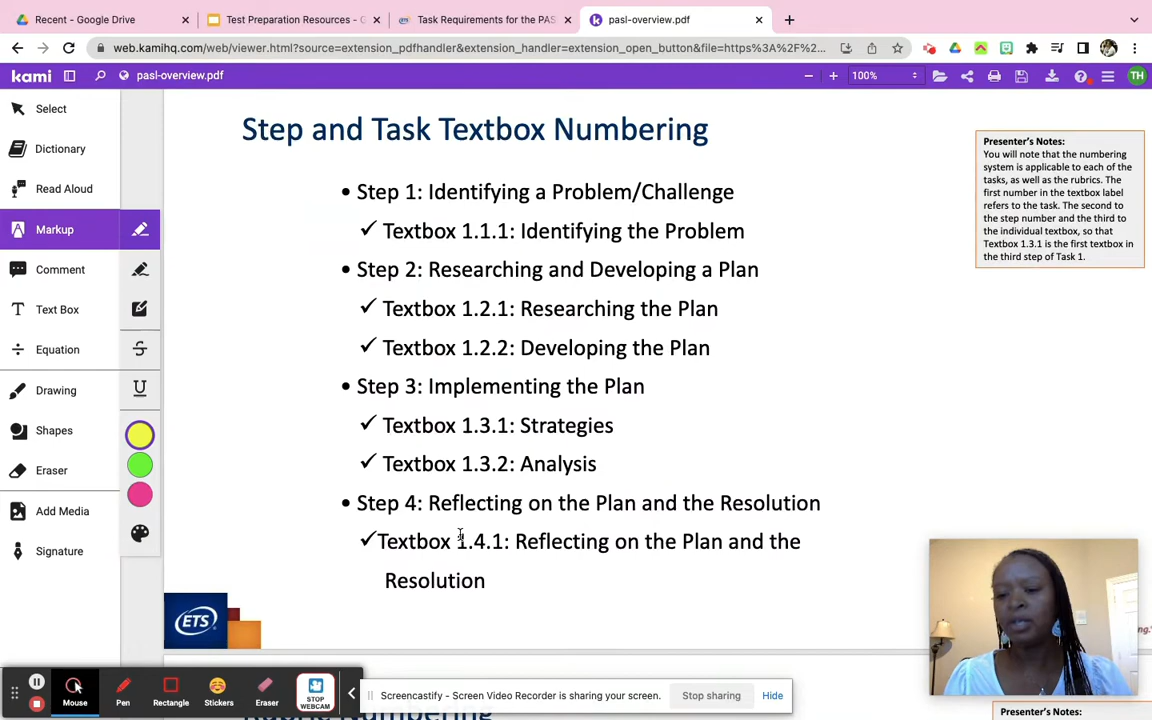 Recent - Google Drive
Test Preparation Resources - G
Task Requirements for the PAS
pasl-overview.pdf
web.kamihq.com/web/viewer.html?source=extension_pdfhandler&extension_handler=extension_open_button&file=https%3A%2F%2...
kami
pasl-overview.pdf
100%
TH
Select
Dictionary
Read Aloud
Markup
Comment
Text Box
Equation
Drawing
Shapes
Eraser
Add Media
Signature
Step and Task Textbox Numbering
• Step 1: Identifying a Problem/Challenge
✓ Textbox 1.1.1: Identifying the Problem
• Step 2: Researching and Developing a Plan
✓ Textbox 1.2.1: Researching the Plan
✓ Textbox 1.2.2: Developing the Plan
• Step 3: Implementing the Plan
✓ Textbox 1.3.1: Strategies
✓ Textbox 1.3.2: Analysis
• Step 4: Reflecting on the Plan and the Resolution
✓Textbox 1.4.1: Reflecting on the Plan and the
Resolution
Presenter's Notes:
You will note that the numbering
system is applicable to each of the
tasks, as well as the rubrics. The
first number in the textbox label
refers to the task. The second to
the step number and the third to
the individual textbox, so that
Textbox 1.3.1 is the first textbox in
the third step of Task 1.
ETS
Mouse
Pen
Rectangle
Stickers
Eraser
STOP
WEBCAM
Screencastify - Screen Video Recorder is sharing your screen.
Stop sharing
Hide
Rubric Numbering
Presenter's Notes: